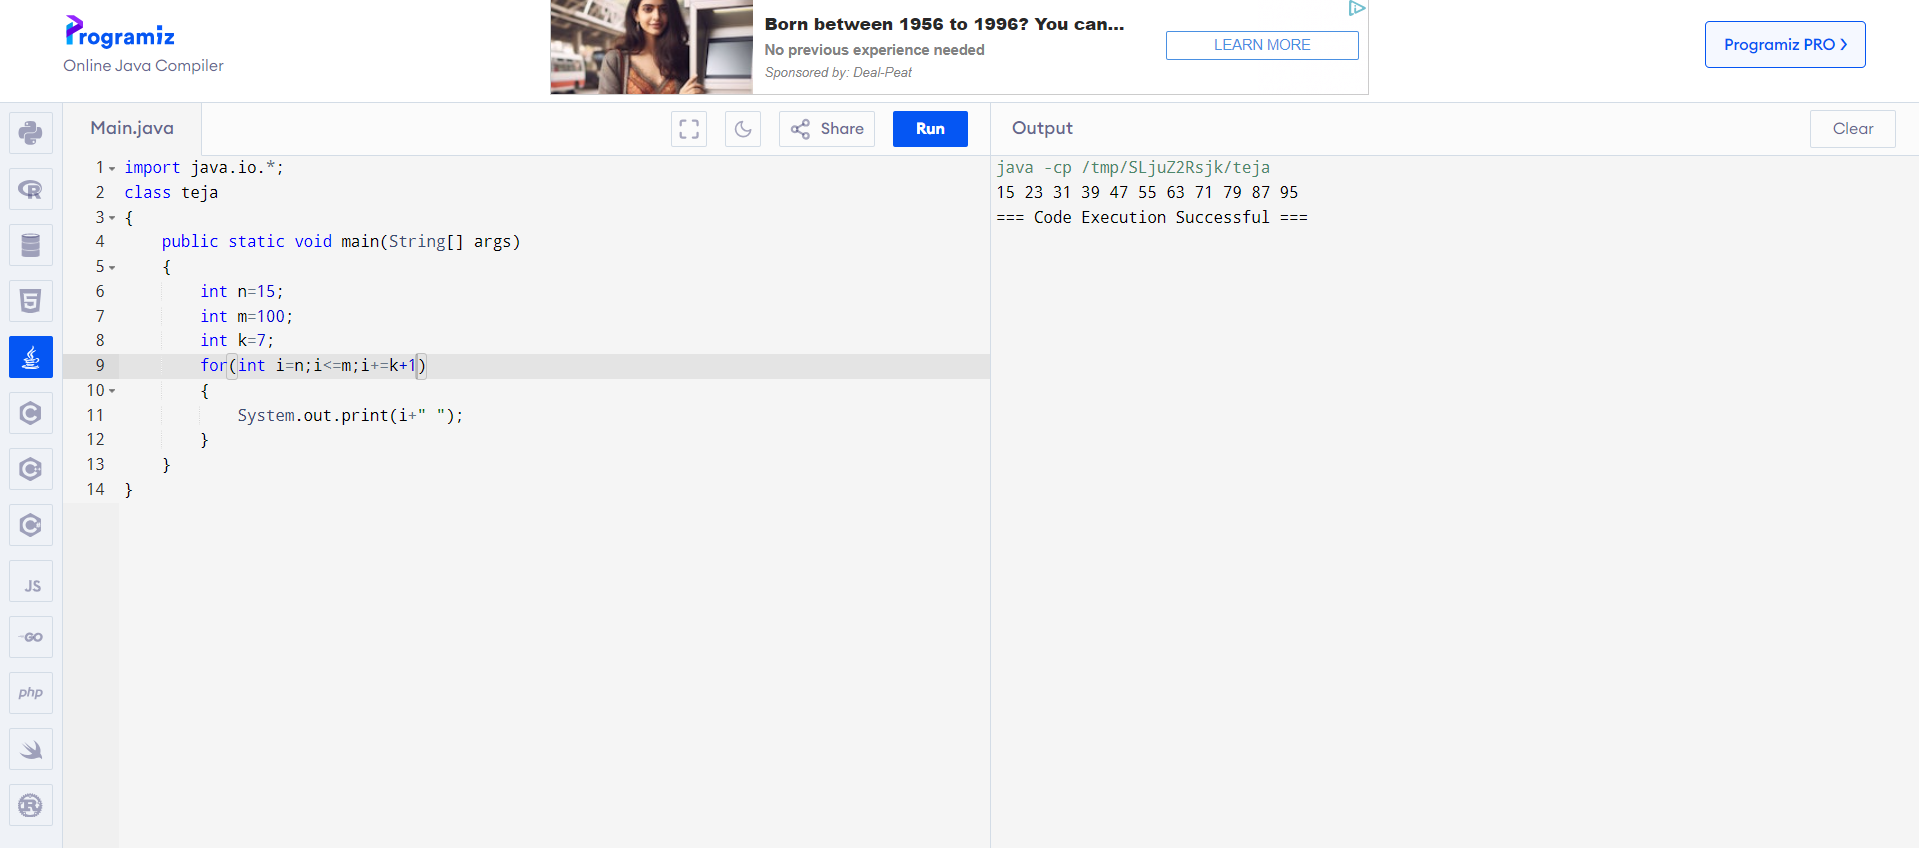 Programiz
Online Java Compiler
Born between 1956 to 1996? You can...
No previous experience needed
Sponsored by: Deal-Peat
LEARN MORE
Programiz PRO
Main.java
Share
Run
Output
Clear
1 import java.io.*;
2 class teja
3 {
4 public static void main(String[] args)
5 {
6 int n=15;
7 int m=100;
8 int k=7;
9 for(int i=n;i<=m;i+=k+1)
10 {
11 System.out.print(i+" ");
12 }
13 }
14 }
java -cp /tmp/SLjuZ2Rsjk/teja
15 23 31 39 47 55 63 71 79 87 95
=== Code Execution Successful ===
R
5
C
C
C
JS
GO
php
R